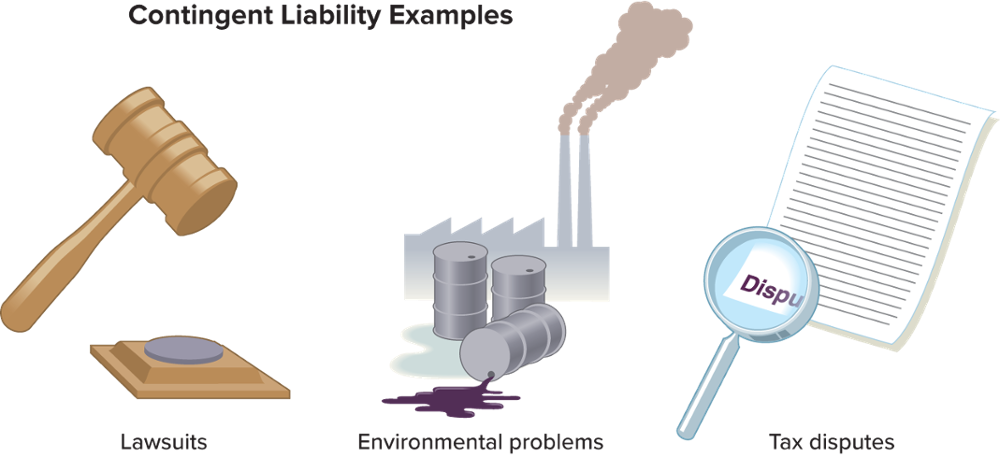 Contingent Liability Examples
Dispu
Lawsuits
Environmental problems
Tax disputes